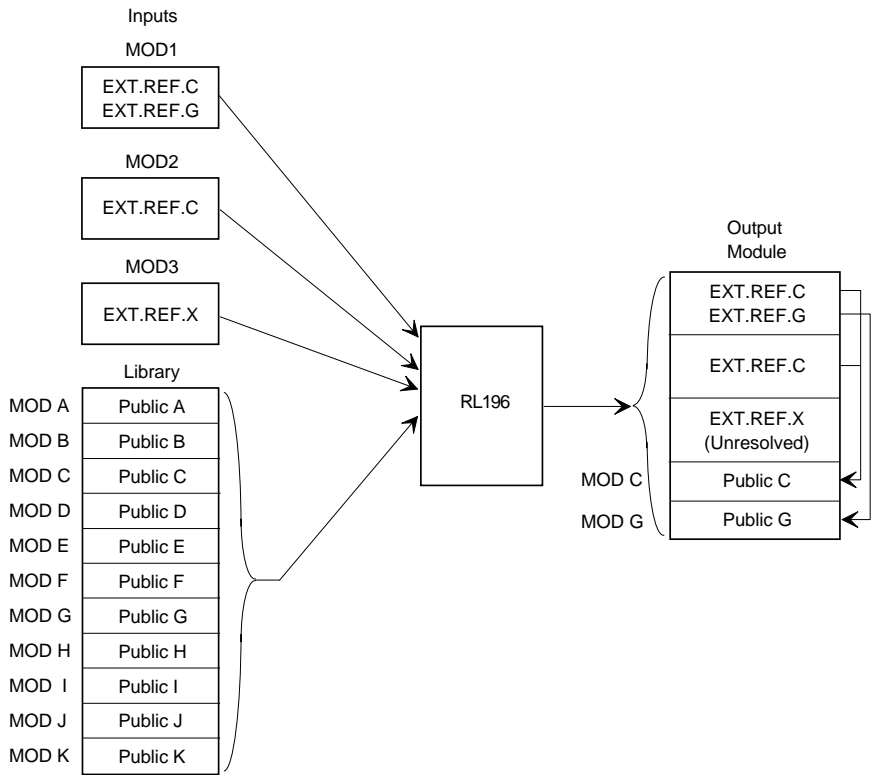 Inputs
MOD1
EXT.REF.C
EXT.REF.G
MOD2
EXT.REF.C
MOD3
EXT.REF.X
Library
MOD A Public A
MOD B Public B
MOD C Public C
MOD D Public D
MOD E Public E
MOD F Public F
MOD G Public G
MOD H Public H
MOD I Public I
MOD J Public J
MOD K Public K
RL196
Output
Module
EXT.REF.C
EXT.REF.G
EXT.REF.C
EXT.REF.X
(Unresolved)
MOD C Public C
MOD G Public G